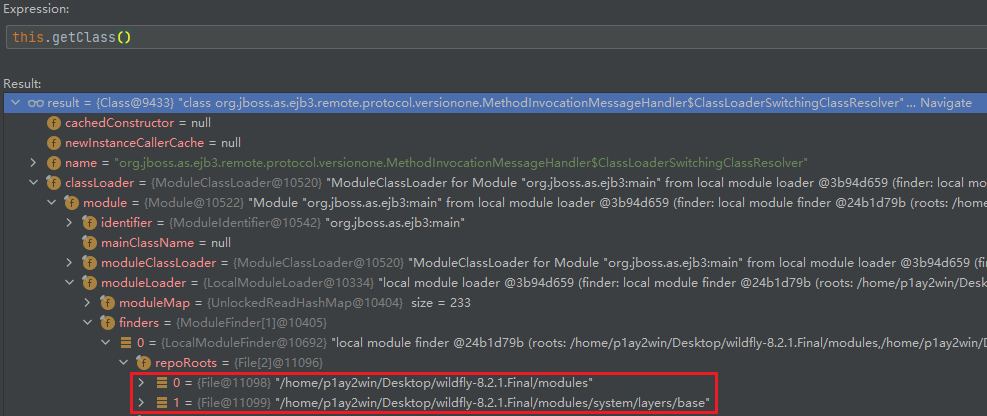 Expression:
this.getClass()
Result:
result = {Class@9433} "class org.jboss.as.ejb3.remote.protocol.versionone.MethodInvocationMessageHandler$ClassLoaderSwitchingClassResolver"... Navigate
cachedConstructor = null
newInstanceCallerCache = null
name = "org.jboss.as.ejb3.remote.protocol.versionone.MethodInvocationMessageHandler$ClassLoaderSwitchingClassResolver"
classLoader = {ModuleClassLoader@10520} "ModuleClassLoader for Module "org.jboss.as.ejb3:main" from local module loader @3b94d659 (finder: local mo
module = {Module@10522} "Module "org.jboss.as.ejb3:main" from local module loader @3b94d659 (finder: local module finder @24b1d79b (roots: /hom
identifier = {ModuleIdentifier@10542} "org.jboss.as.ejb3:main"
mainClassName = null
moduleClassLoader = {ModuleClassLoader@10520} "ModuleClassLoader for Module "org.jboss.as.ejb3:main" from local module loader @3b94d659 (fin
moduleLoader = {LocalModuleLoader@10334} "local module loader @3b94d659 (finder: local module finder @24b1d79b (roots: /home/p1ay2win/Desk
moduleMap = {UnlockedReadHashMap@10404} size = 233
finders = {ModuleFinder[1]@10405}
0 = {LocalModuleFinder@10692} "local module finder @24b1d79b (roots: /home/p1ay2win/Desktop/wildfly-8.2.1.Final/modules,/home/p1ay2win/D
repoRoots = {File[2]@11096}
0 = {File@11098} "/home/p1ay2win/Desktop/wildfly-8.2.1.Final/modules"
1 = {File@11099} "/home/p1ay2win/Desktop/wildfly-8.2.1.Final/modules/system/layers/base"